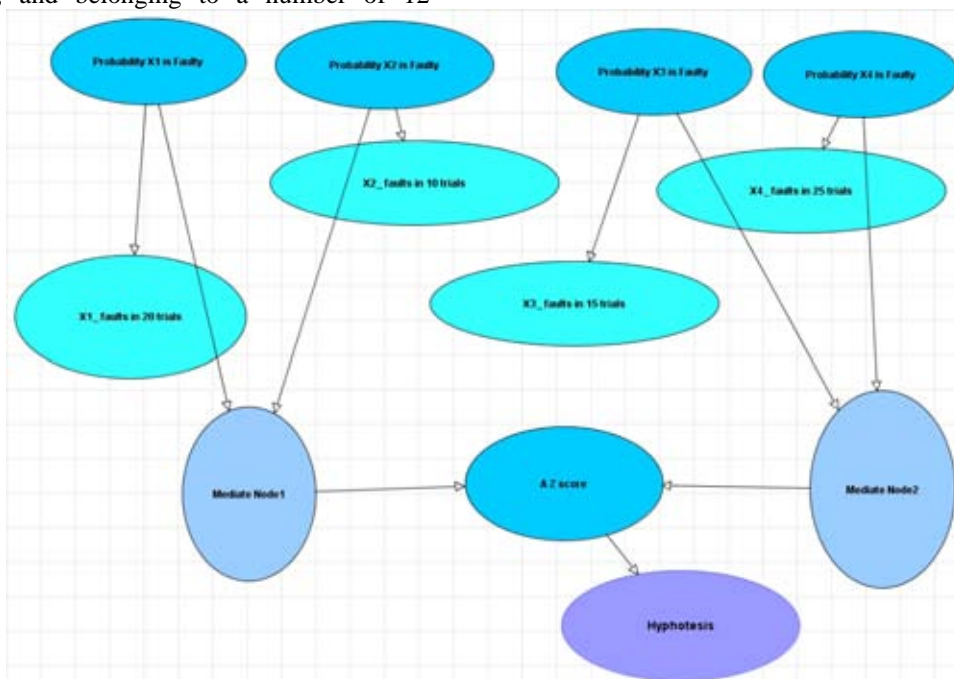 and belonging to a number of 12
Probability X1 is Faulty
Probability X2 is Faulty
Probability X3 is Faulty
Probability X4 is Faulty
X2_ faults in 10 trials
X4_ faults in 25 trials
X3_ faults in 15 trials
X1_ faults in 20 trials
Mediate Node1
A Z score
Mediate Node2
Hyphotesis